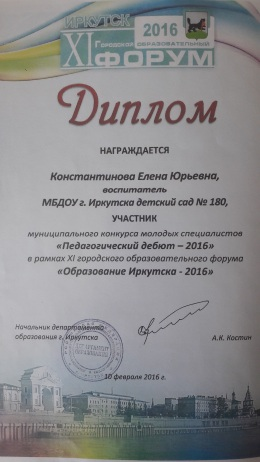 ИРКУТСК
2016
XI ГОРОДСКОЙ ОБРАЗОВАТЕЛЬНЫЙ
ФОРУМ
Диплом
НАГРАЖДАЕТСЯ
Константинова Елена Юрьевна,
воспитатель
МБДОУ г. Иркутска детский сад № 180,
УЧАСТНИК
муниципального конкурса молодых специалистов
«Педагогический дебют – 2016»
в рамках XI городского образовательного форума
«Образование Иркутска - 2016»
Начальник департамента
образования г. Иркутска
А.К. Костин
10 февраля 2016 г.